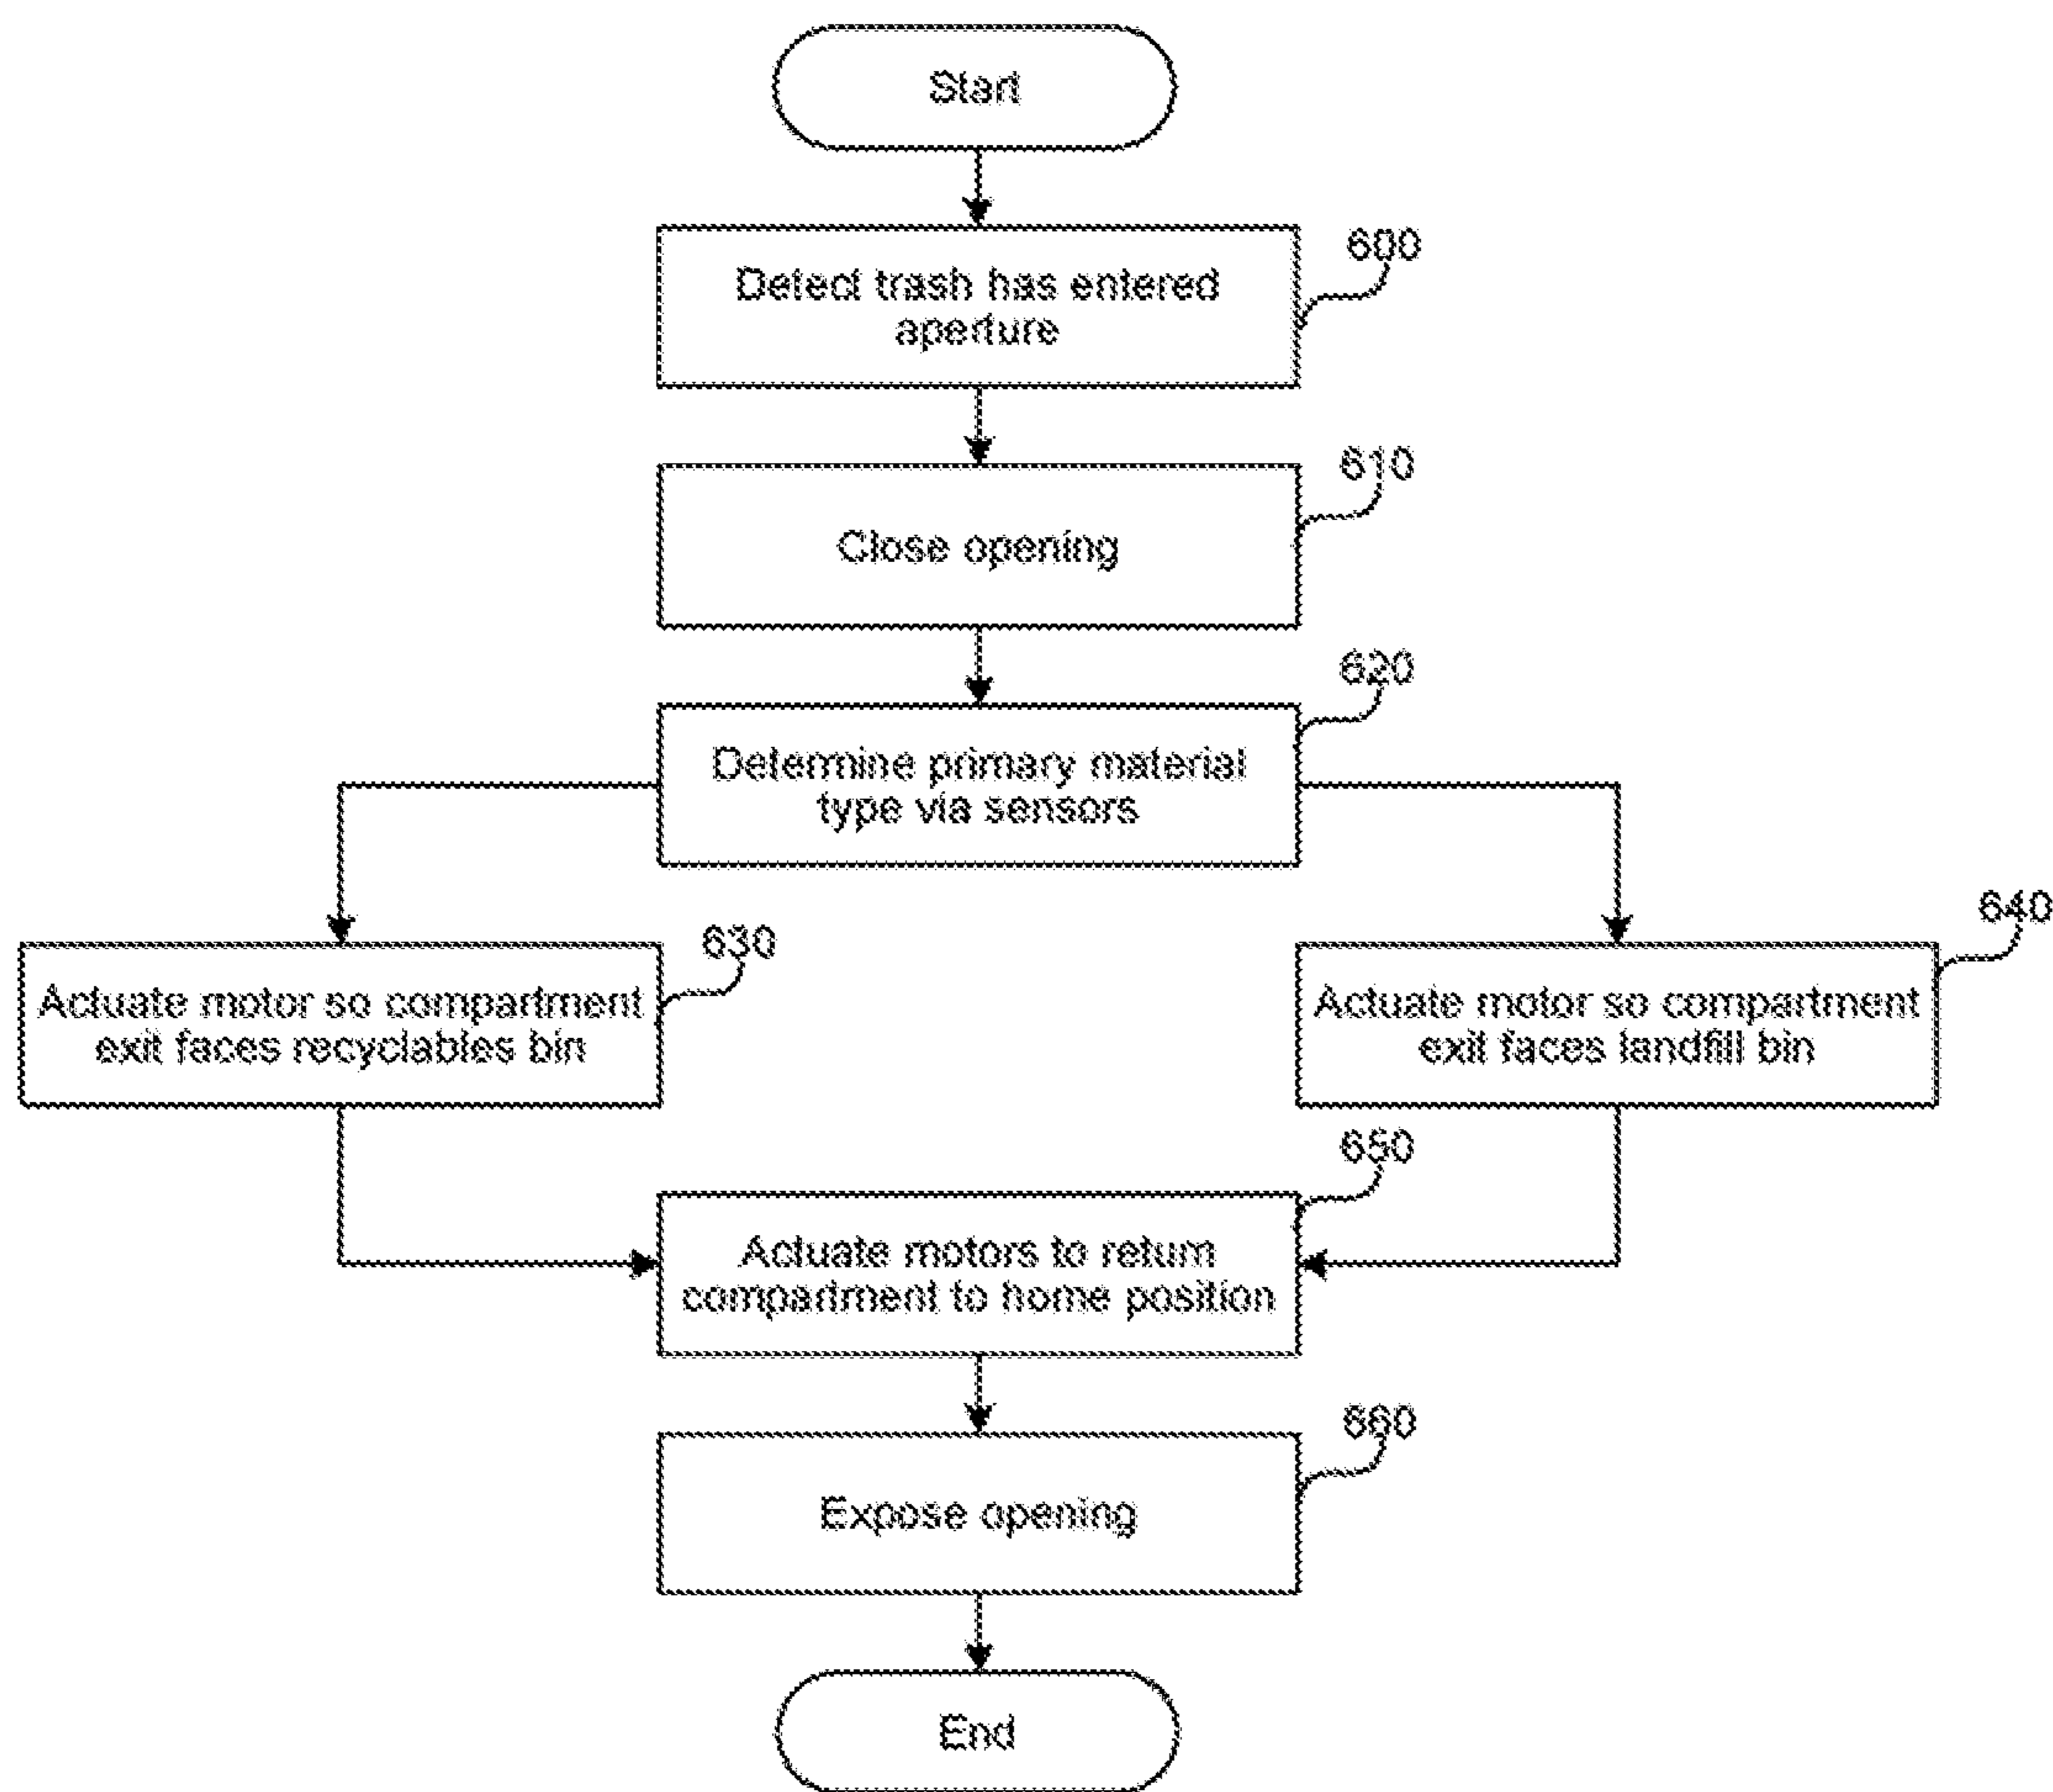 Start
600
Detect trash has entered
aperture
610
Close opening
620
Determine primary material
type via sensors
630
Actuate motor so compartment
exit faces recyclables bin
640
Actuate motor so compartment
exit faces landfill bin
650
Actuate motors to return
compartment to home position
660
Expose opening
End